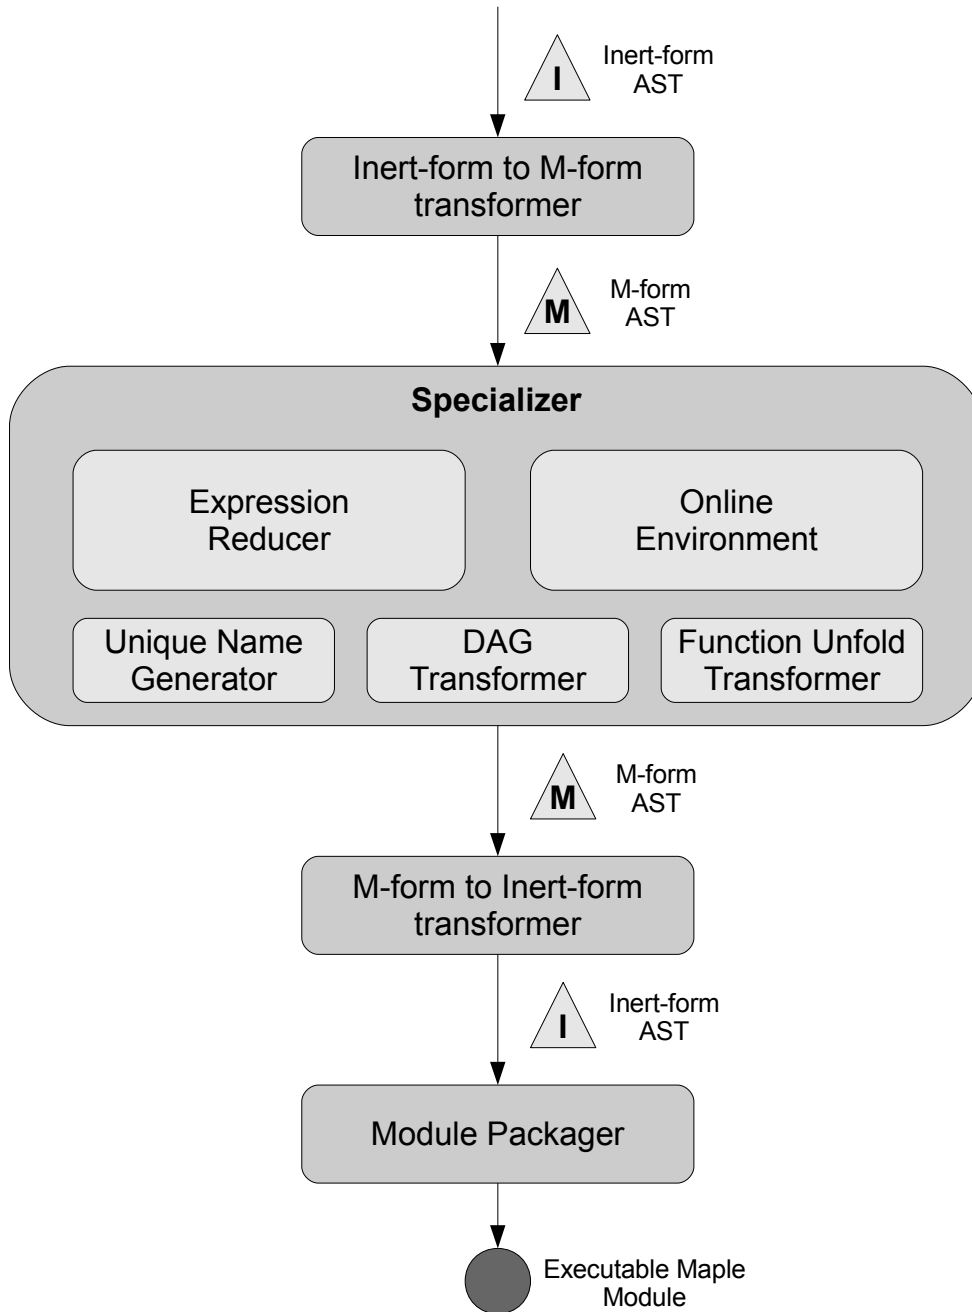 I
Inert-form
AST
Inert-form to M-form
transformer
M
M-form
AST
Specializer
Expression
Reducer
Online
Environment
Unique Name
Generator
DAG
Transformer
Function Unfold
Transformer
M
M-form
AST
M-form to Inert-form
transformer
I
Inert-form
AST
Module Packager
Executable Maple
Module